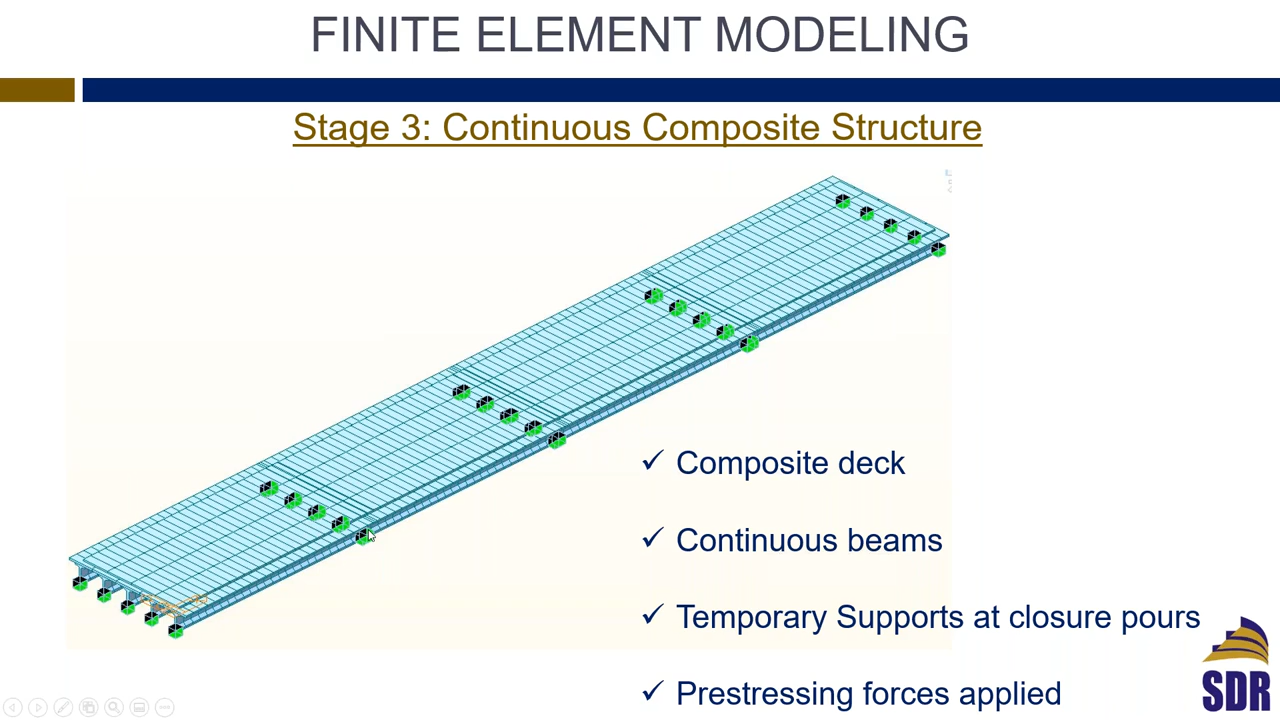 FINITE ELEMENT MODELING
Stage 3: Continuous Composite Structure
✓ Composite deck
✓ Continuous beams
✓ Temporary Supports at closure pours
✓ Prestressing forces applied
SDR